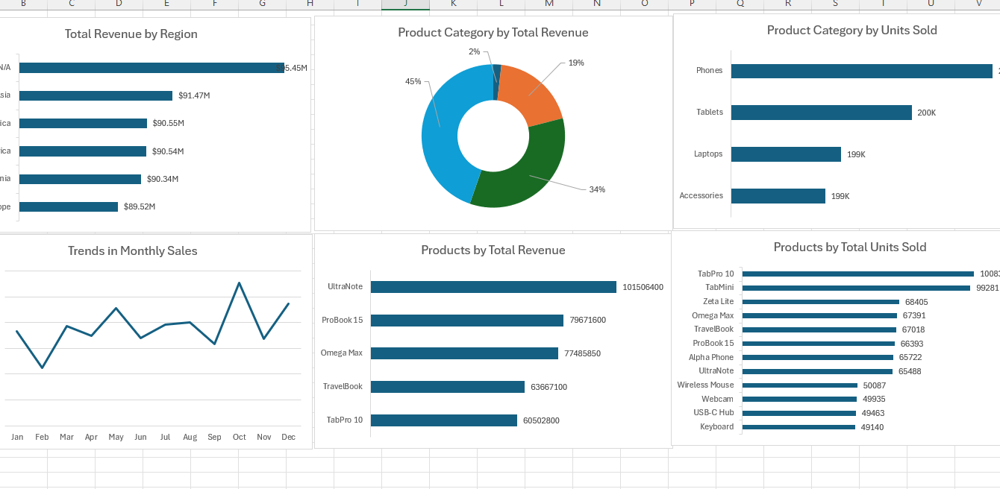 B C D E F G H I J K L M N O P Q R S T U V
Total Revenue by Region
N/A
$91.47M
$90.55M
$90.54M
$90.34M
$89.52M
Product Category by Total Revenue
2%
19%
45%
34%
Product Category by Units Sold
Phones
Tablets 200K
Laptops 199K
Accessories 199K
Trends in Monthly Sales
Jan Feb Mar Apr May Jun Jul Aug Sep Oct Nov Dec
Products by Total Revenue
UltraNote 101506400
ProBook 15 79671600
Omega Max 77485850
TravelBook 63667100
TabPro 10 60502800
Products by Total Units Sold
TabPro 10
TabMini 99281
Zeta Lite 68405
Omega Max 67391
TravelBook 67018
ProBook 15 66393
Alpha Phone 65722
UltraNote 65488
Wireless Mouse 50087
Webcam 49935
USB-C Hub 49463
Keyboard 49140